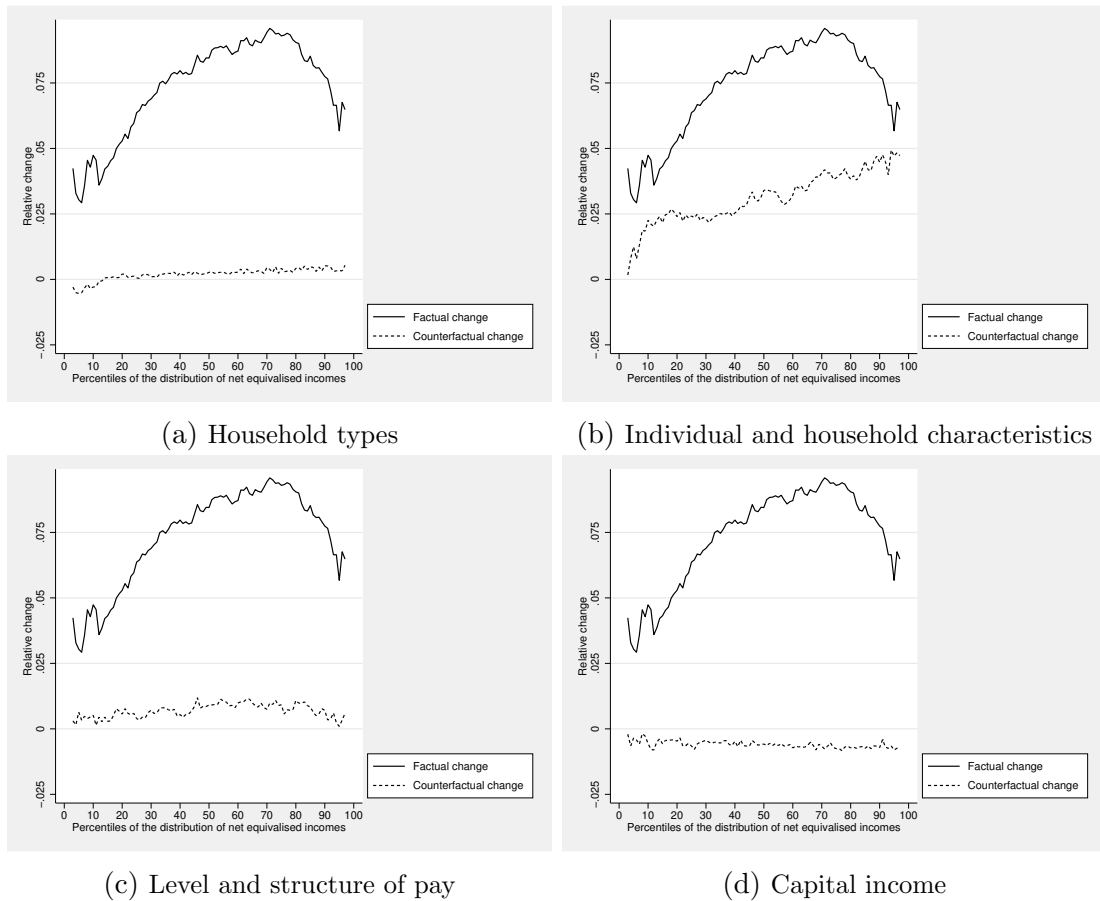 Relative change
.075
.05
.025
0
-.025
0 10 20 30 40 50 60 70 80 90 100
Percentiles of the distribution of net equivalised incomes
Factual change
Counterfactual change
(a) Household types
Relative change
.075
.05
.025
0
-.025
0 10 20 30 40 50 60 70 80 90 100
Percentiles of the distribution of net equivalised incomes
Factual change
Counterfactual change
(b) Individual and household characteristics
Relative change
.075
.05
.025
0
-.025
0 10 20 30 40 50 60 70 80 90 100
Percentiles of the distribution of net equivalised incomes
Factual change
Counterfactual change
(c) Level and structure of pay
Relative change
.075
.05
.025
0
-.025
0 10 20 30 40 50 60 70 80 90 100
Percentiles of the distribution of net equivalised incomes
Factual change
Counterfactual change
(d) Capital income